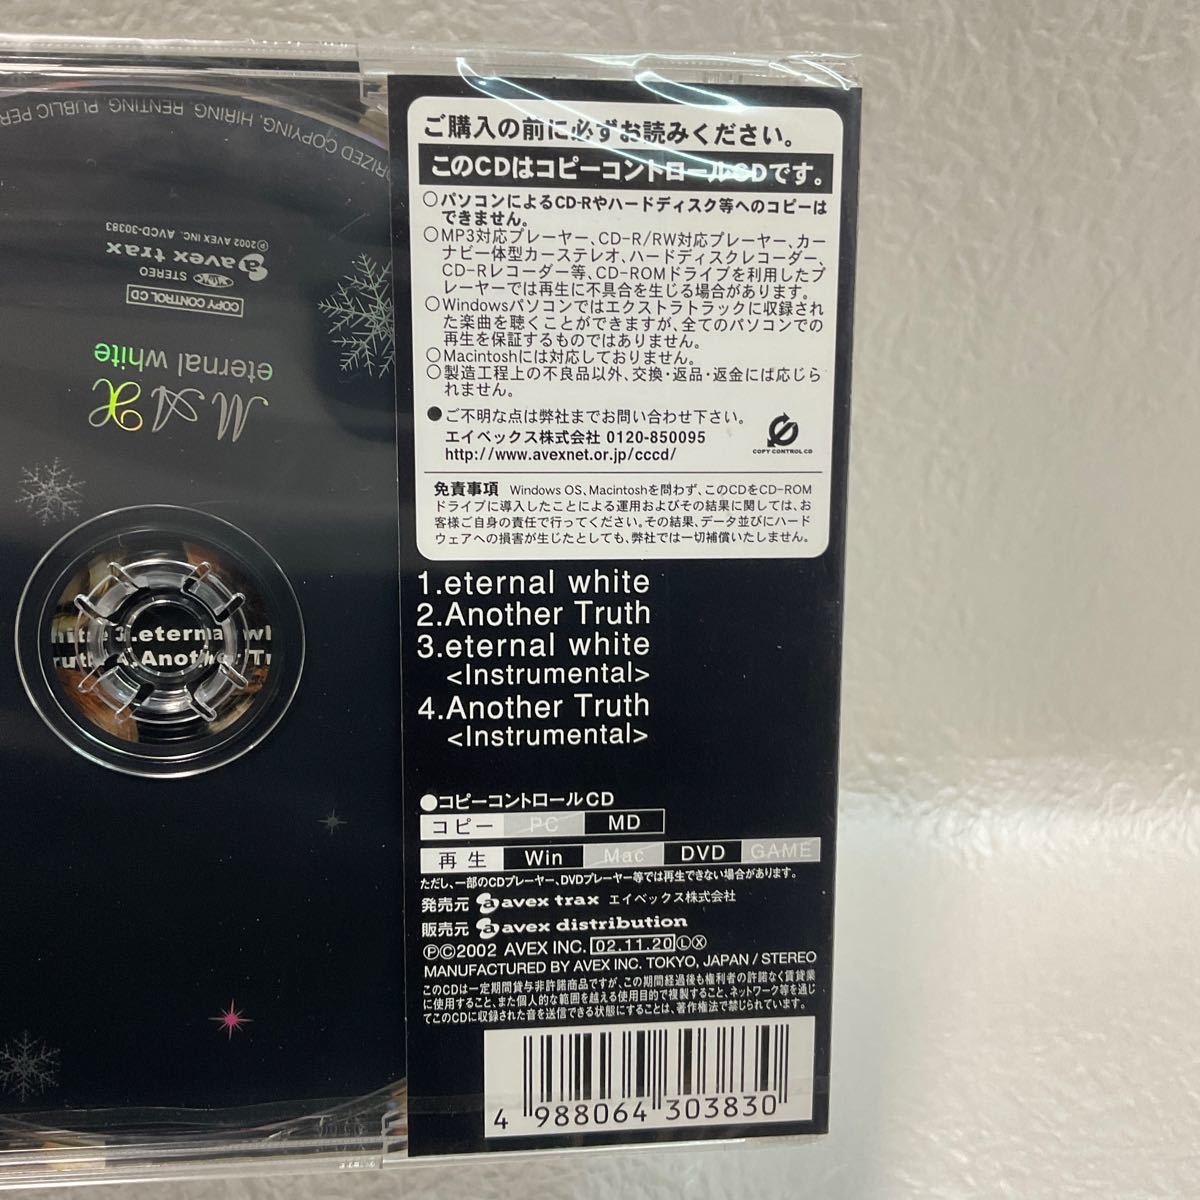 ご購入の前に必ずお読みください。
このCDはコピーコントロールCDです。
○パソコンによるCD-Rやハードディスク等へのコピーは
できません。
○MP3対応プレーヤー、CD-R/RW対応プレーヤー、カー
ナビ一体型カーステレオ、ハードディスクレコーダー、
CD-Rレコーダー等、CD-ROMドライブを利用したプ
レーヤーでは再生に不具合を生じる場合があります。
○Windowsパソコンではエクストラトラックに収録され
た楽曲を聴くことができますが、全てのパソコンでの
再生を保証するものではありません。
○Macintoshには対応しておりません。
○製造工程上の不良品以外、交換・返品・返金には応じら
れません。
●ご不明な点は弊社までお問い合わせ下さい。
エイベックス株式会社 0120-850095
http://www.avexnet.or.jp/cccd/
COPY CONTROL CD
免責事項 Windows OS、Macintoshを問わず、このCDをCD-ROM
ドライブに導入したことによる運用およびその結果に関しては、お
客様ご自身の責任で行ってください。その結果、データ並びにハード
ウェアへの損害が生じたとしても、弊社では一切補償いたしません。
1.eternal white
2.Another Truth
3.eternal white
<Instrumental>
4.Another Truth
<Instrumental>
●コピーコントロールCD
コピー PC MD
再生 Win Mac DVD GAME
ただし、一部のCDプレーヤー、DVDプレーヤー等では再生できない場合があります。
発売元 avex trax エイベックス株式会社
販売元 avex distribution
ⓅⒸ2002 AVEX INC. 02.11.20 Ⓛ Ⓧ
MANUFACTURED BY AVEX INC. TOKYO, JAPAN / STEREO
このCDは一定期間貸与非許諾商品ですが、この期間経過後も権利者の許諾なく賃貸業
に使用すること、また個人的な範囲を越える使用目的で複製すること、ネットワーク等を通じ
てこのCDに収録された音を送信できる状態にすることは、著作権法で禁じられています。
4 988064 303830
MAX
eternal white
COPY CONTROL CD
STEREO
avex trax
Ⓟ2002 AVEX INC. AVCD-30383
RIZED COPYING, HIRING, RENTING, PUBLIC PER
3.eternal wh
4.Another Tr